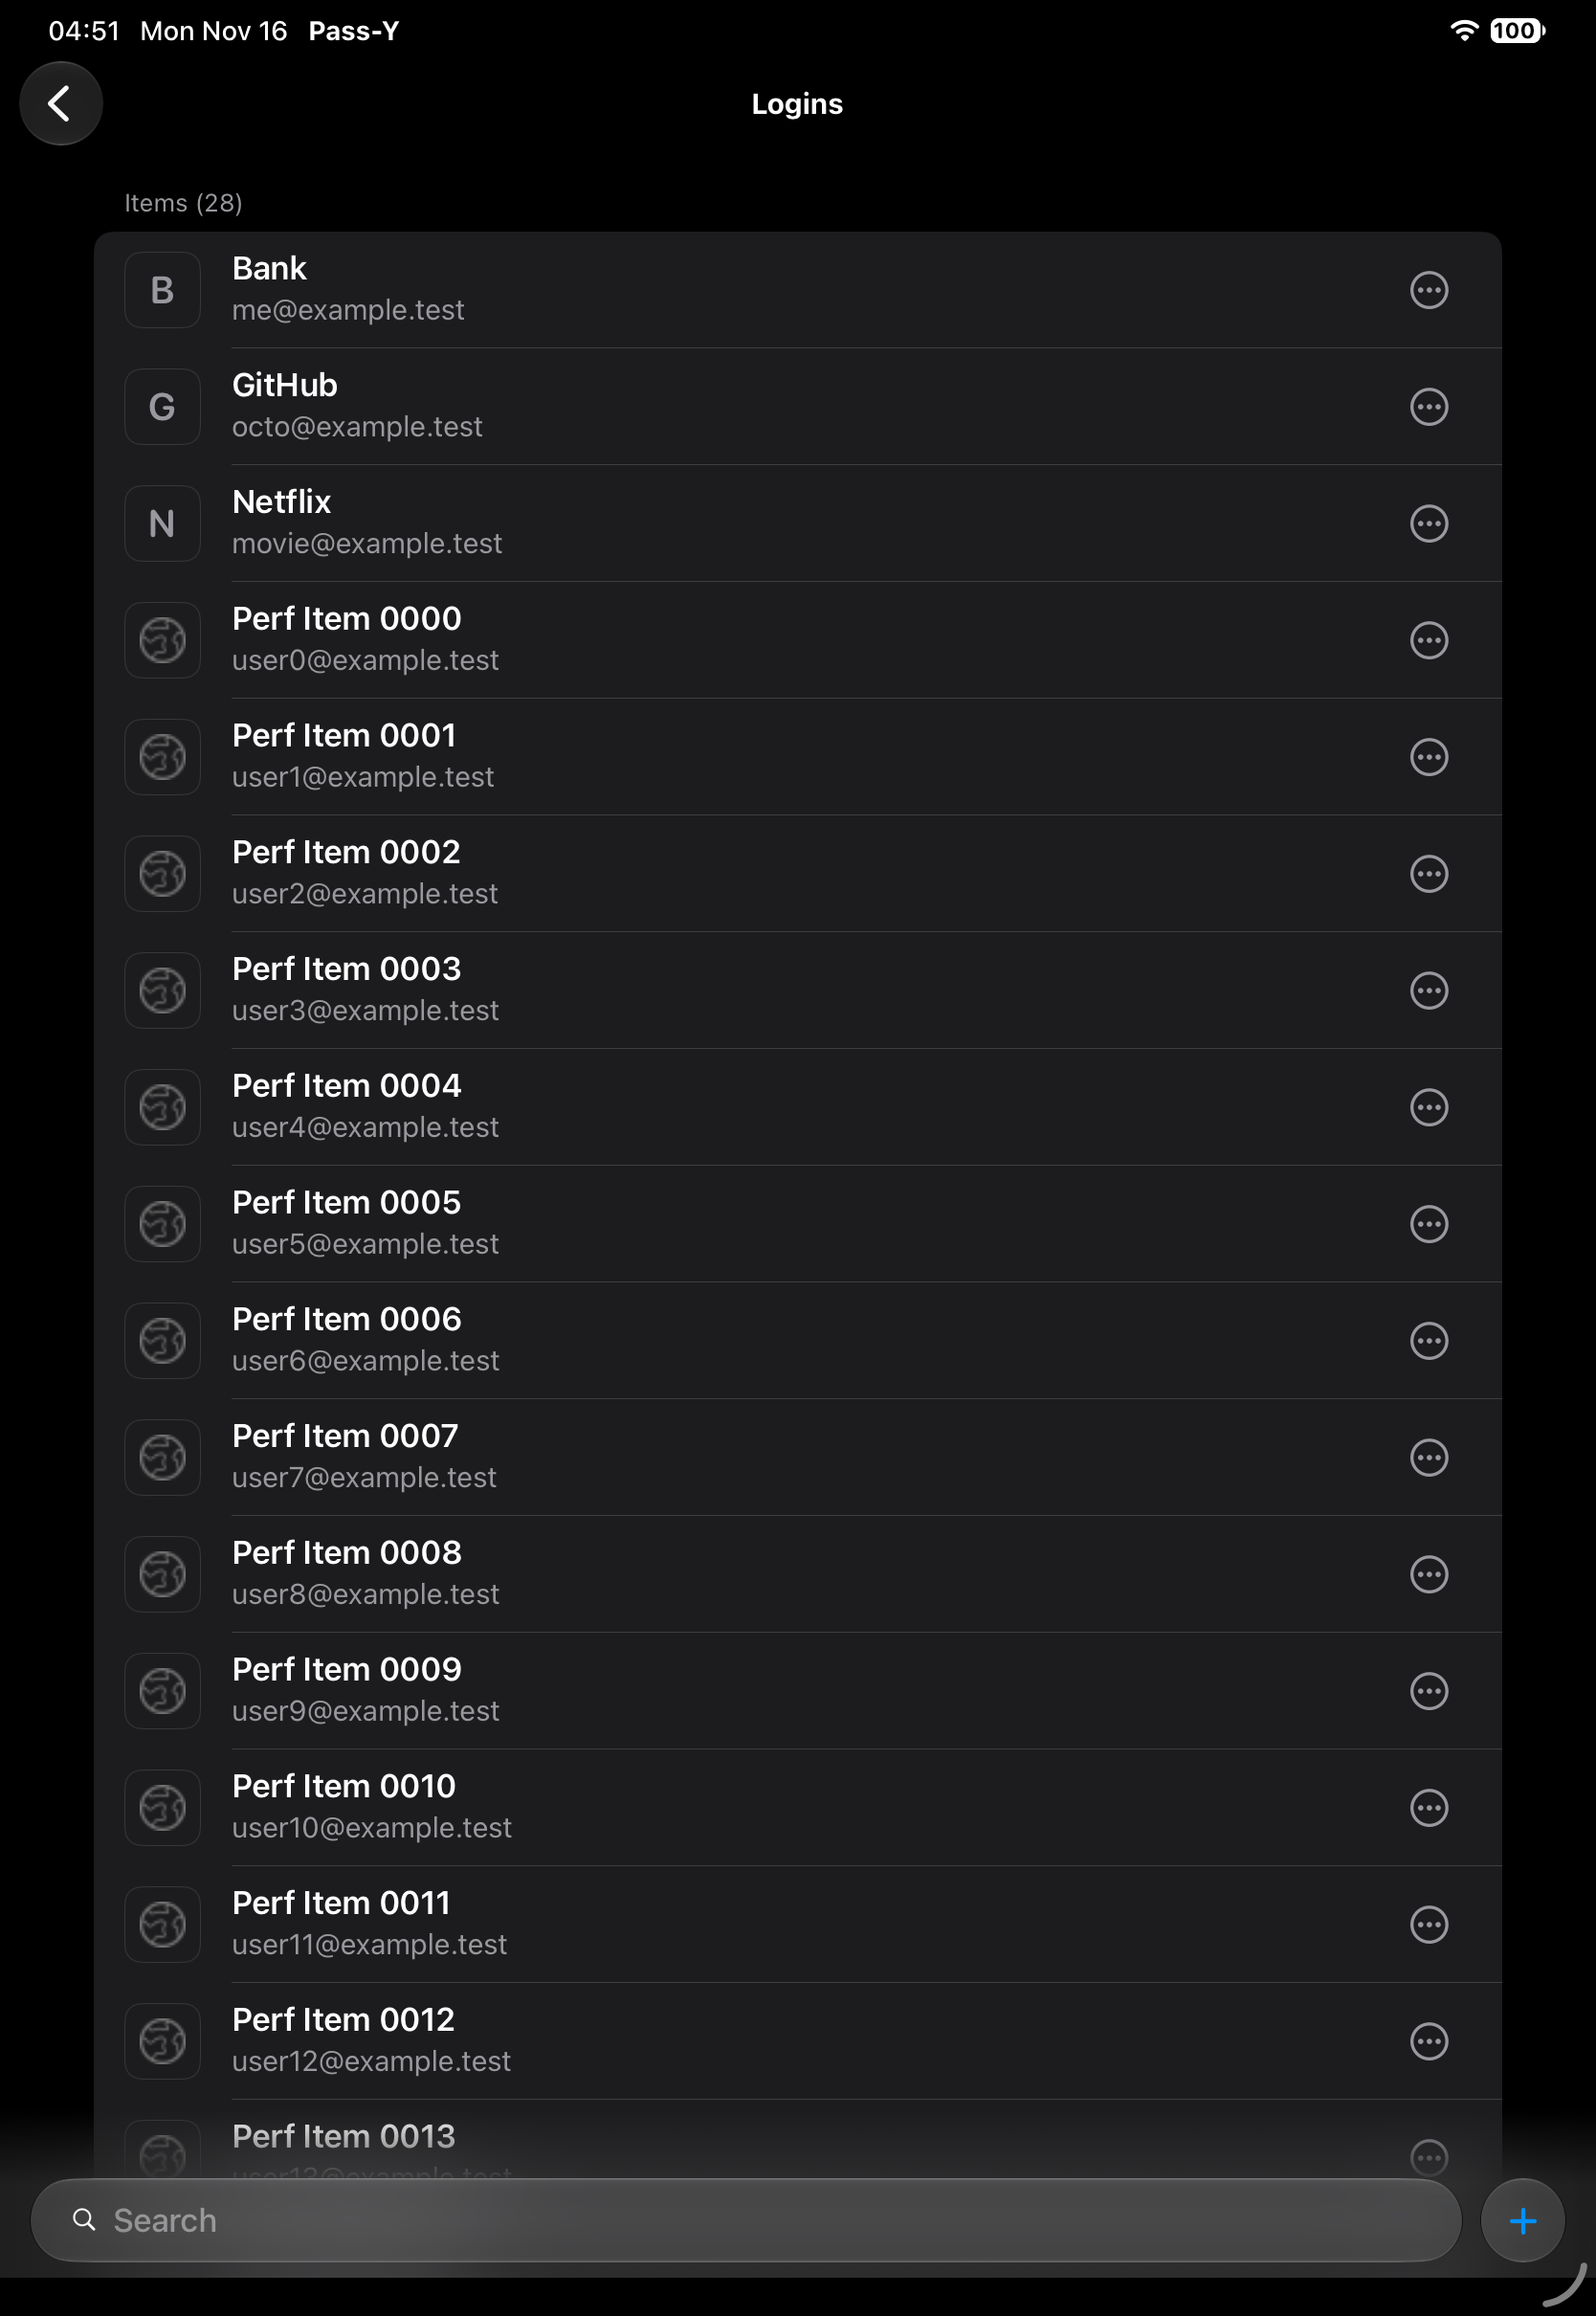 04:51 Mon Nov 16 Pass-Y 100
Logins
Items (28)
B
Bank
me@example.test
G
GitHub
octo@example.test
N
Netflix
movie@example.test
Perf Item 0000
user0@example.test
Perf Item 0001
user1@example.test
Perf Item 0002
user2@example.test
Perf Item 0003
user3@example.test
Perf Item 0004
user4@example.test
Perf Item 0005
user5@example.test
Perf Item 0006
user6@example.test
Perf Item 0007
user7@example.test
Perf Item 0008
user8@example.test
Perf Item 0009
user9@example.test
Perf Item 0010
user10@example.test
Perf Item 0011
user11@example.test
Perf Item 0012
user12@example.test
Perf Item 0013
user13@example.test
Search